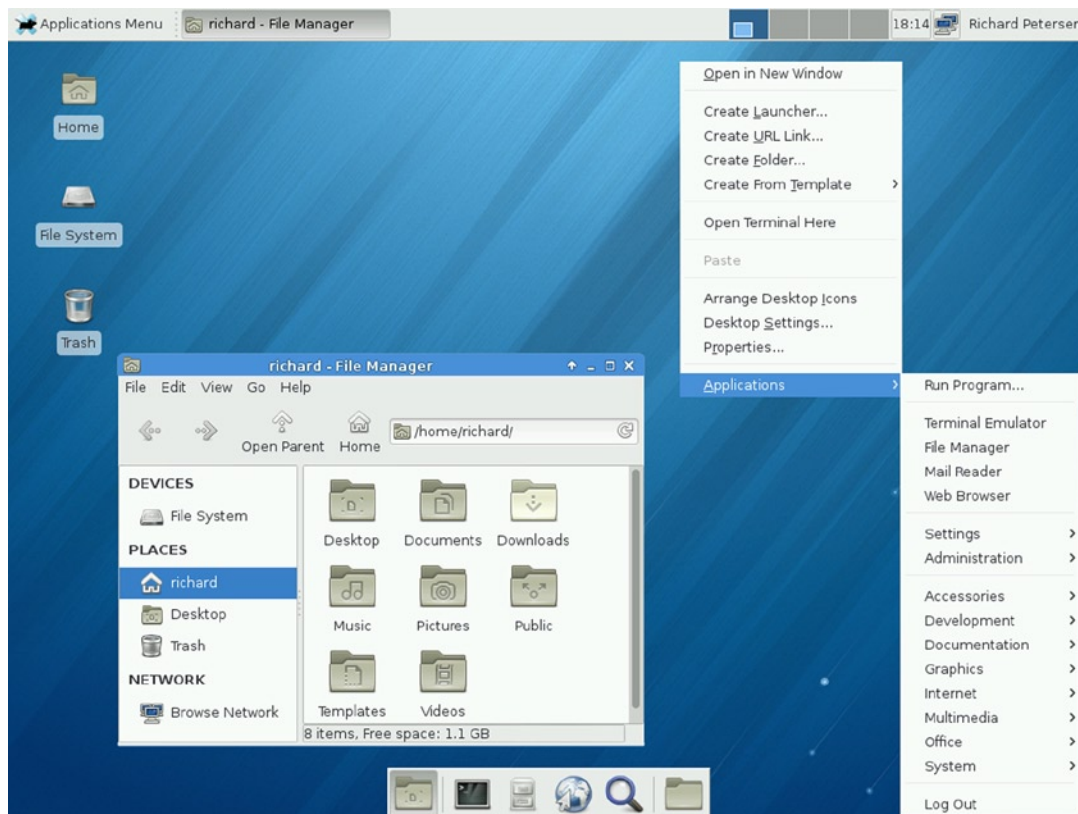 Applications Menu
richard - File Manager
18:14
Richard Peterser
Home
File System
Trash
Open in New Window
Create Launcher...
Create URL Link...
Create Folder...
Create From Template
Open Terminal Here
Paste
Arrange Desktop Icons
Desktop Settings...
Properties...
Applications
Run Program...
Terminal Emulator
File Manager
Mail Reader
Web Browser
Settings
Administration
Accessories
Development
Documentation
Graphics
Internet
Multimedia
Office
System
Log Out
richard - File Manager
File Edit View Go Help
Open Parent Home /home/richard/
DEVICES
File System
PLACES
richard
Desktop
Trash
NETWORK
Browse Network
Desktop Documents Downloads
Music Pictures Public
Templates Videos
8 items, Free space: 1.1 GB